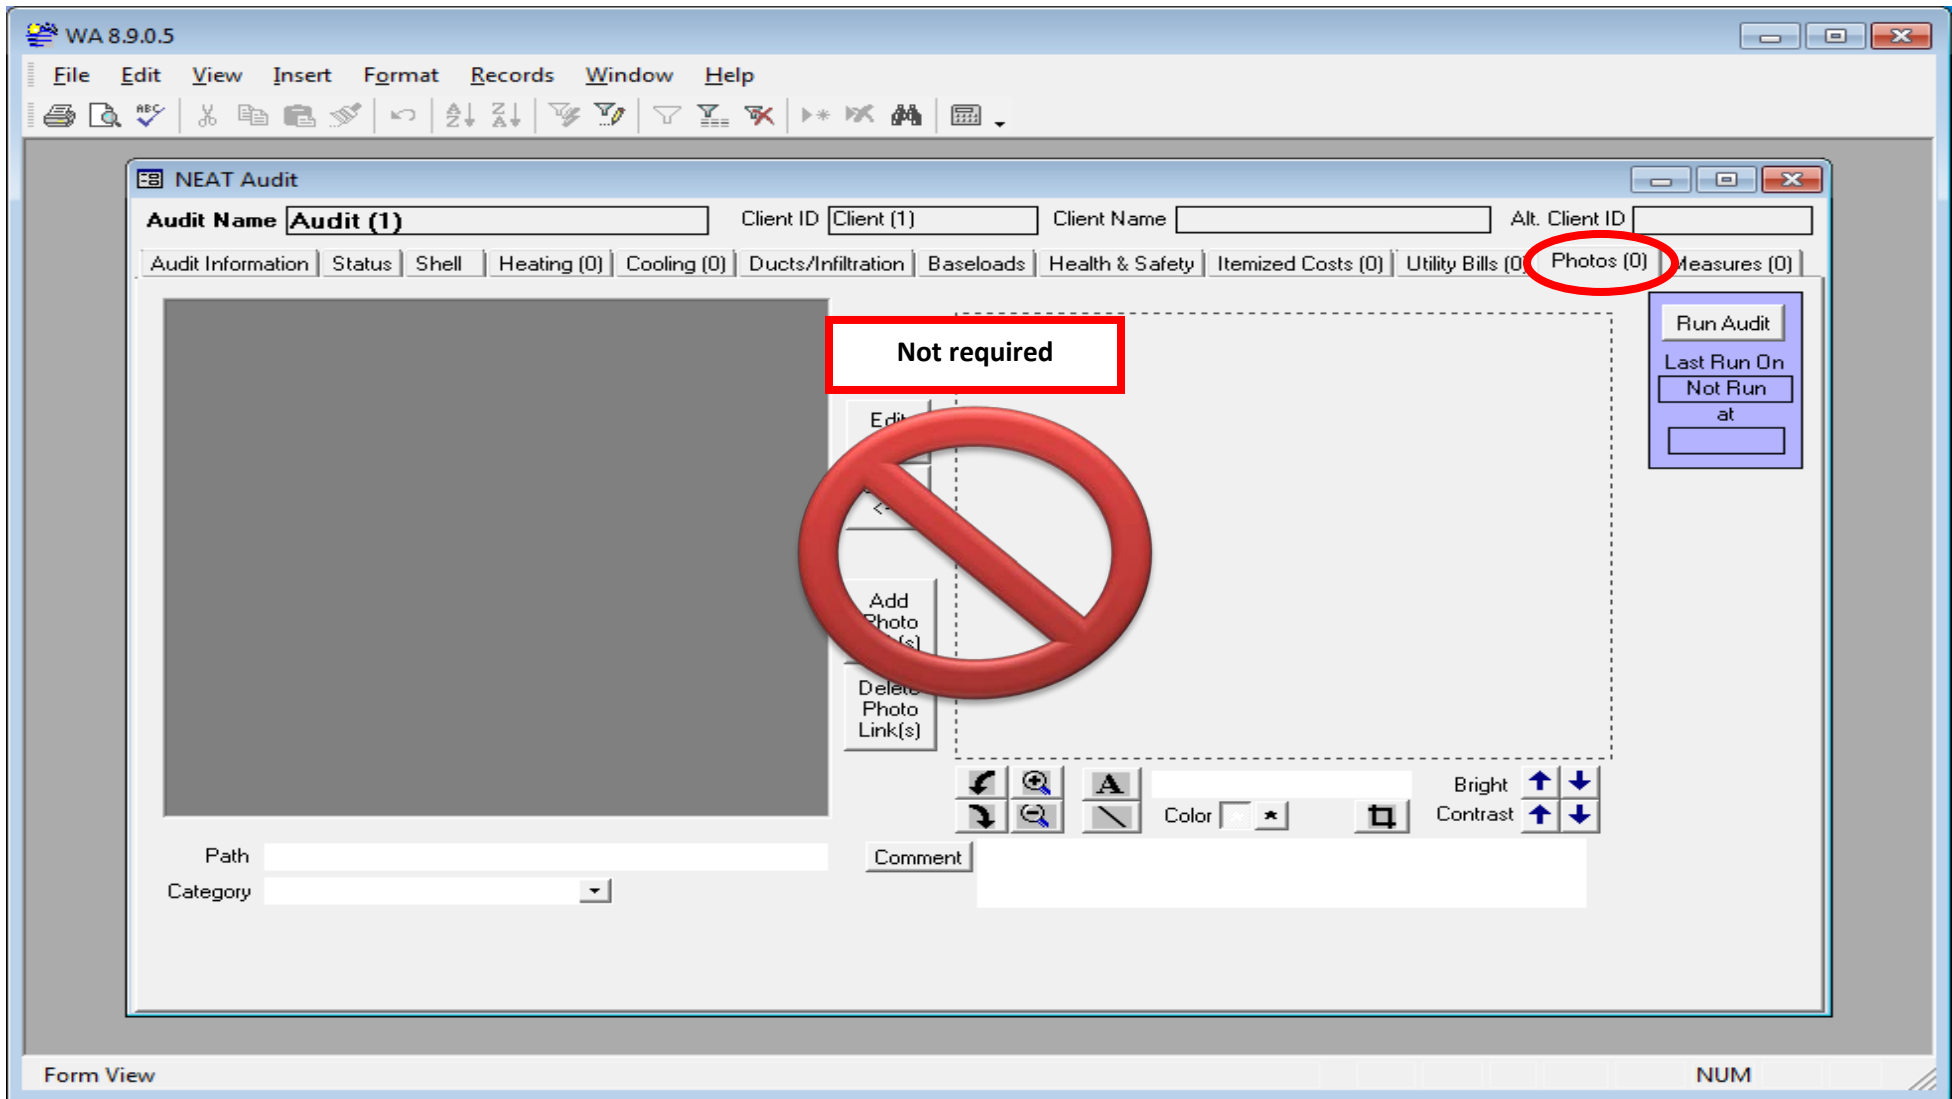 WA 8.9.0.5
File Edit View Insert Format Records Window Help
NEAT Audit
Audit Name Audit (1) Client ID Client (1) Client Name Alt. Client ID
Audit Information Status Shell Heating (0) Cooling (0) Ducts/Infiltration Baseloads Health & Safety Itemized Costs (0) Utility Bills (0) Photos (0) Measures (0)
Not required
Run Audit
Last Run On
Not Run
at
Edit
Add
Photo
Delete
Photo
Link(s)
Bright
Color
Contrast
Path
Comment
Category
Form View NUM